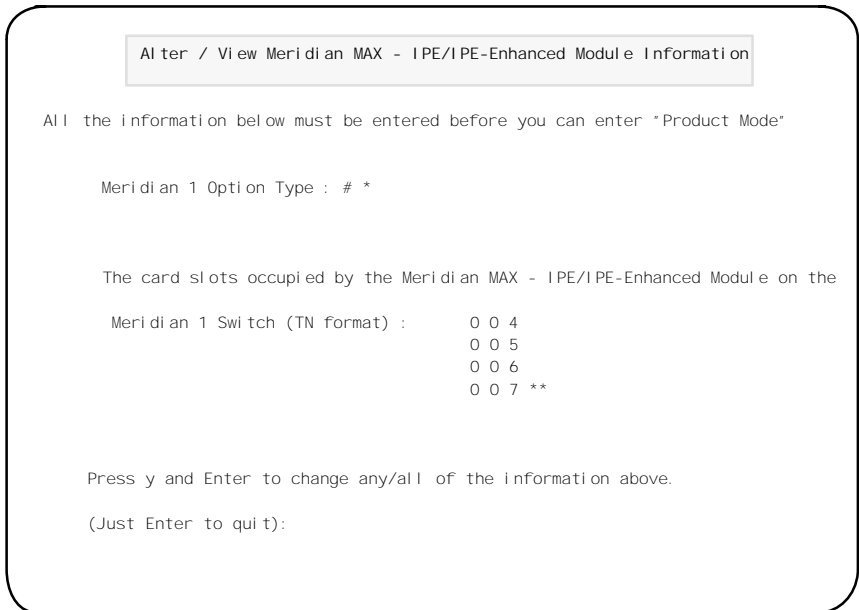 Alter / View Meridian MAX - IPE/IPE-Enhanced Module Information
All the information below must be entered before you can enter "Product Mode"
Meridian 1 Option Type : # *
The card slots occupied by the Meridian MAX - IPE/IPE-Enhanced Module on the
Meridian 1 Switch (TN format) : 0 0 4
0 0 5
0 0 6
0 0 7 **
Press y and Enter to change any/all of the information above.
(Just Enter to quit):